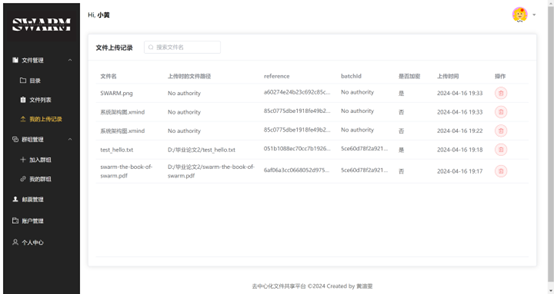 SWARM
Hi, 小黄
文件管理
目录
文件列表
我的上传记录
群组管理
加入群组
我的群组
邮票管理
账户管理
个人中心
文件上传记录
搜索文件名
文件名 上传时的文件路径 reference batchId 是否加密 上传时间 操作
SWARM.png No authority a60274e24b23c692c85c... No authority 是 2024-04-16 19:33
系统架构图.xmind No authority 85c0775dbe1918fe49b2... No authority 否 2024-04-16 19:33
系统架构图.xmind No authority 85c0775dbe1918fe49b2... No authority 否 2024-04-16 19:22
test_hello.txt D:/毕业论文2/test_hello.txt 051b1088ec70cc7b1926... 5ce60d78f2a921... 是 2024-04-16 19:18
swarm-the-book-of-swarm.pdf D:/毕业论文2/swarm-the-book-of-swarm.pdf 6af06a3cc0668052d975... 5ce60d78f2a921... 否 2024-04-16 19:17
去中心化文件共享平台 ©2024 Created by